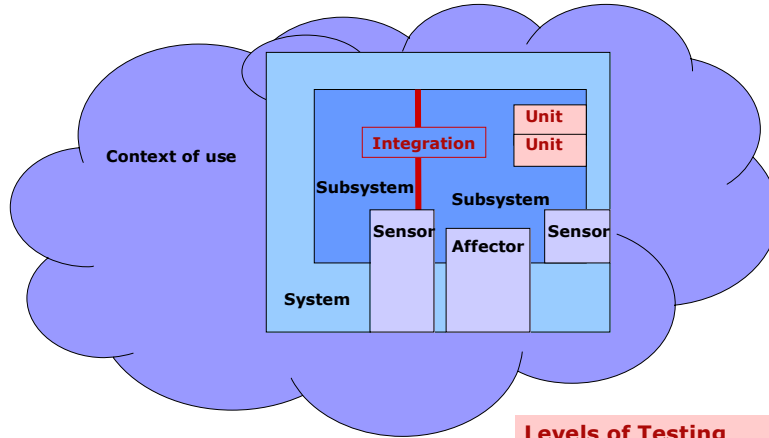 Unit
Integration
Unit
Context of use
Subsystem
Subsystem
Sensor
Sensor
Affector
System
Levels of Testing